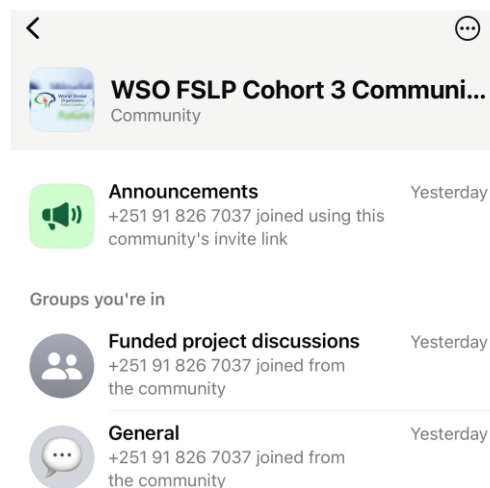 WSO FSLP Cohort 3 Communi...
Community
Announcements
Yesterday
+251 91 826 7037 joined using this
community's invite link
Groups you're in
Funded project discussions
Yesterday
+251 91 826 7037 joined from
the community
General
Yesterday
+251 91 826 7037 joined from
the community